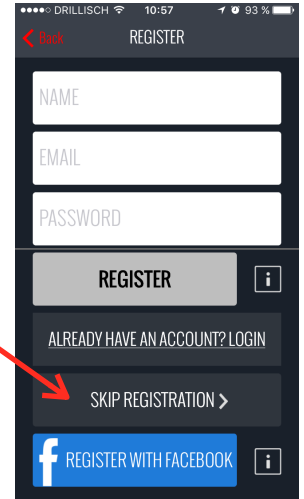 DRILLISCH 10:57 93 %
Back REGISTER
NAME
EMAIL
PASSWORD
REGISTER i
ALREADY HAVE AN ACCOUNT? LOGIN
SKIP REGISTRATION >
f REGISTER WITH FACEBOOK i